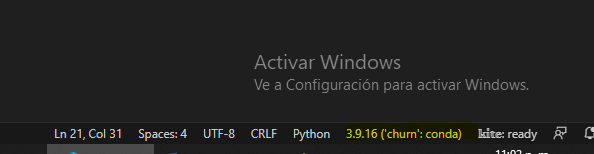 Activar Windows
Ve a Configuración para activar Windows.
Ln 21, Col 31 Spaces: 4 UTF-8 CRLF Python 3.9.16 ('churn': conda) kite: ready